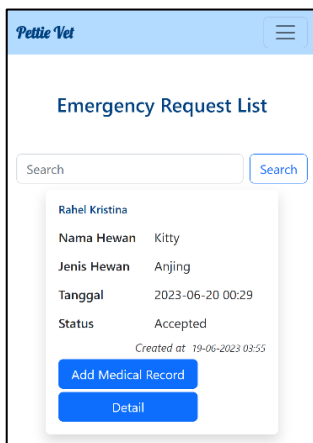 Pettie Vet
Emergency Request List
Search Search
Rahel Kristina
Nama Hewan Kitty
Jenis Hewan Anjing
Tanggal 2023-06-20 00:29
Status Accepted
Created at 19-06-2023 03:55
Add Medical Record
Detail